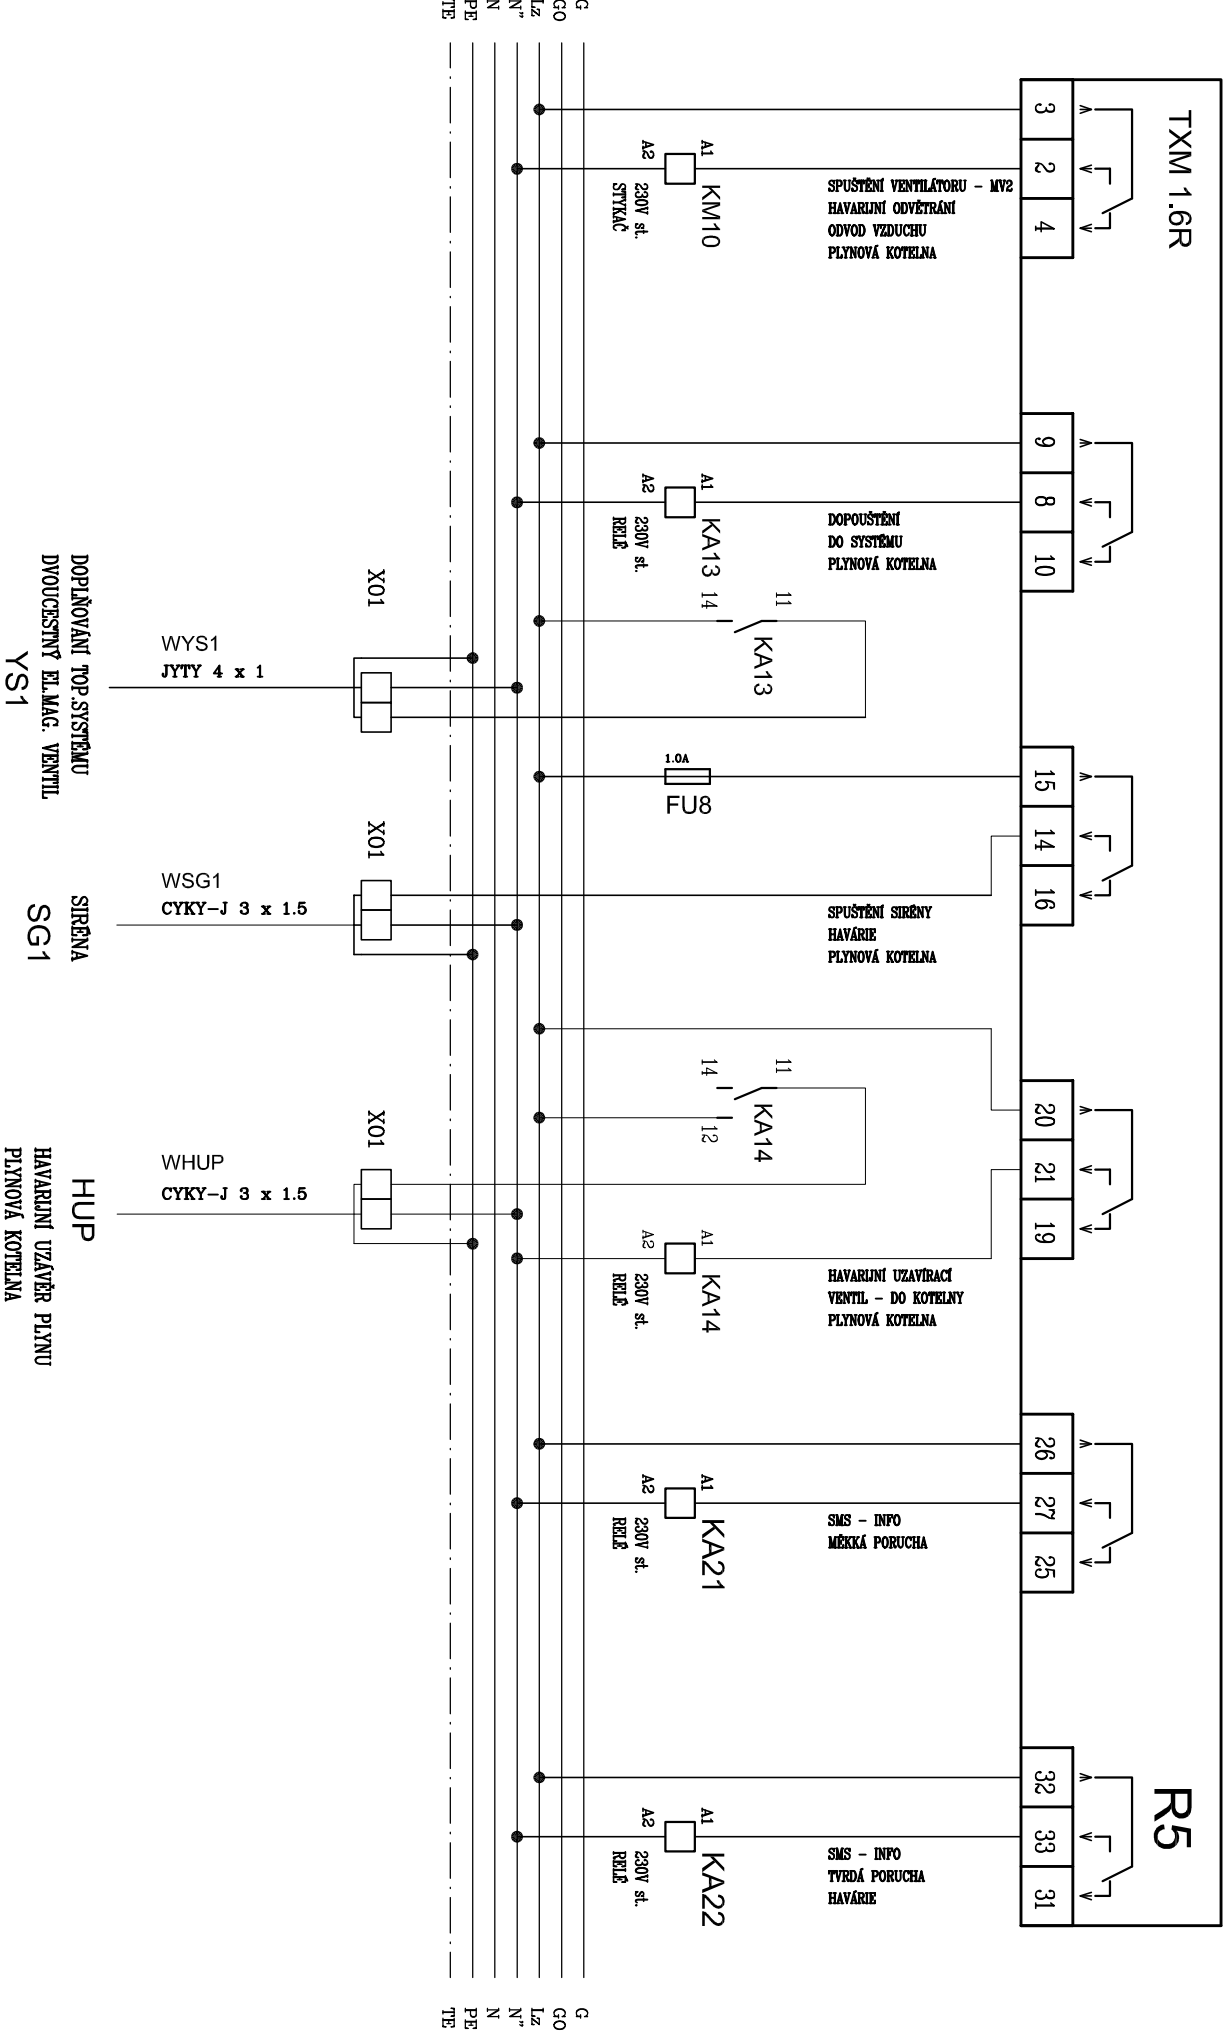 TXM 1.6R
R5
3
2
4
9
8
10
15
14
16
20
21
19
26
27
25
32
33
31
SPUŠTĚNÍ VENTILÁTORU - MV2
HAVARIJNÍ ODVĚTRÁNÍ
ODVOD VZDUCHU
PLYNOVÁ KOTELNA
DOPOUŠTĚNÍ
DO SYSTÉMU
PLYNOVÁ KOTELNA
SPUŠTĚNÍ SIRÉNY
HAVÁRIE
PLYNOVÁ KOTELNA
HAVARIJNÍ UZAVÍRACÍ
VENTIL - DO KOTELNY
PLYNOVÁ KOTELNA
SMS - INFO
MĚKKÁ PORUCHA
SMS - INFO
TVRDÁ PORUCHA
HAVÁRIE
A1
KM10
A2
230V st.
STYKAČ
A1
KA13
A2
230V st.
RELÉ
11
KA13
14
1.0A
FU8
11
KA14
14
12
A1
KA14
A2
230V st.
RELÉ
A1
KA21
A2
230V st.
RELÉ
A1
KA22
A2
230V st.
RELÉ
G
GO
Lz
N"
N
PE
TE
G
GO
Lz
N"
N
PE
TE
X01
X01
X01
WYS1
JYTY 4 x 1
WSG1
CYKY-J 3 x 1.5
WHUP
CYKY-J 3 x 1.5
DOPLŇOVÁNÍ TOP.SYSTÉMU
DVOUCESTNÝ EL.MAG. VENTIL
YS1
SIRÉNA
SG1
HUP
HAVARIJNÍ UZÁVĚR PLYNU
PLYNOVÁ KOTELNA